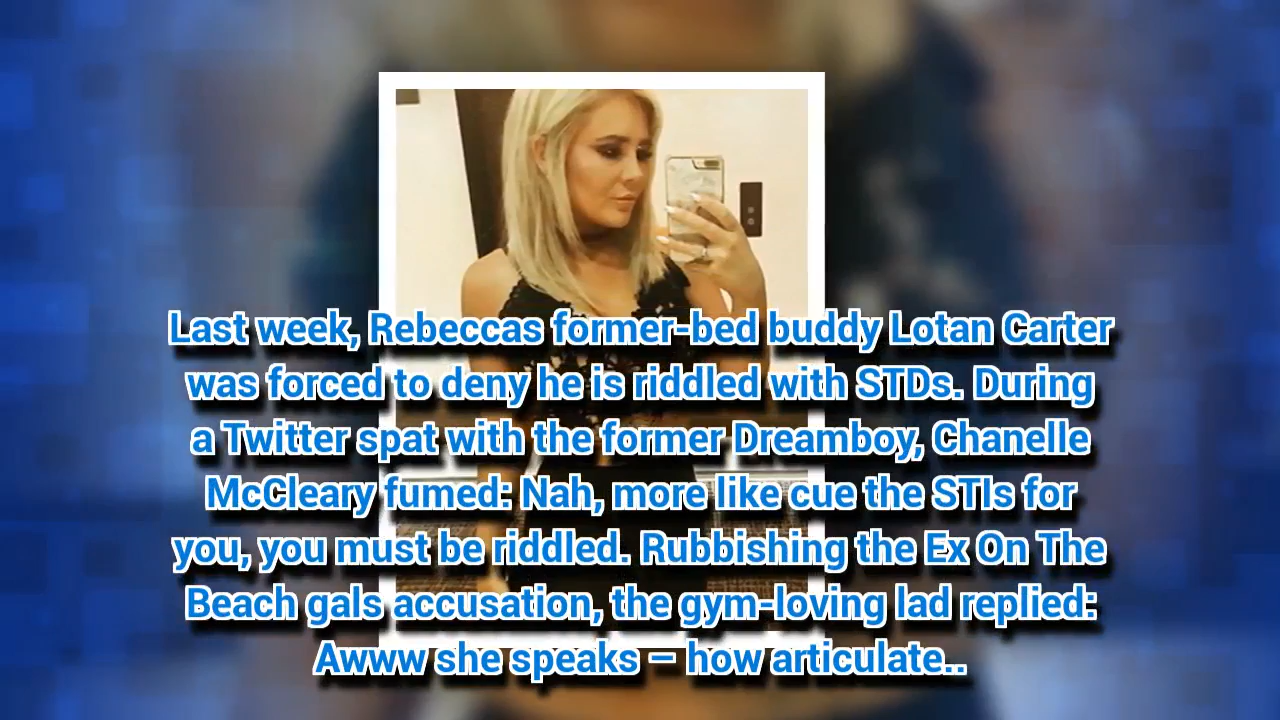 Last week, Rebeccas former-bed buddy Lotan Carter
was forced to deny he is riddled with STDs. During
a Twitter spat with the former Dreamboy, Chanelle
McCleary fumed: Nah, more like cue the STIs for
you, you must be riddled. Rubbishing the Ex On The
Beach gals accusation, the gym-loving lad replied:
Awww she speaks – how articulate..